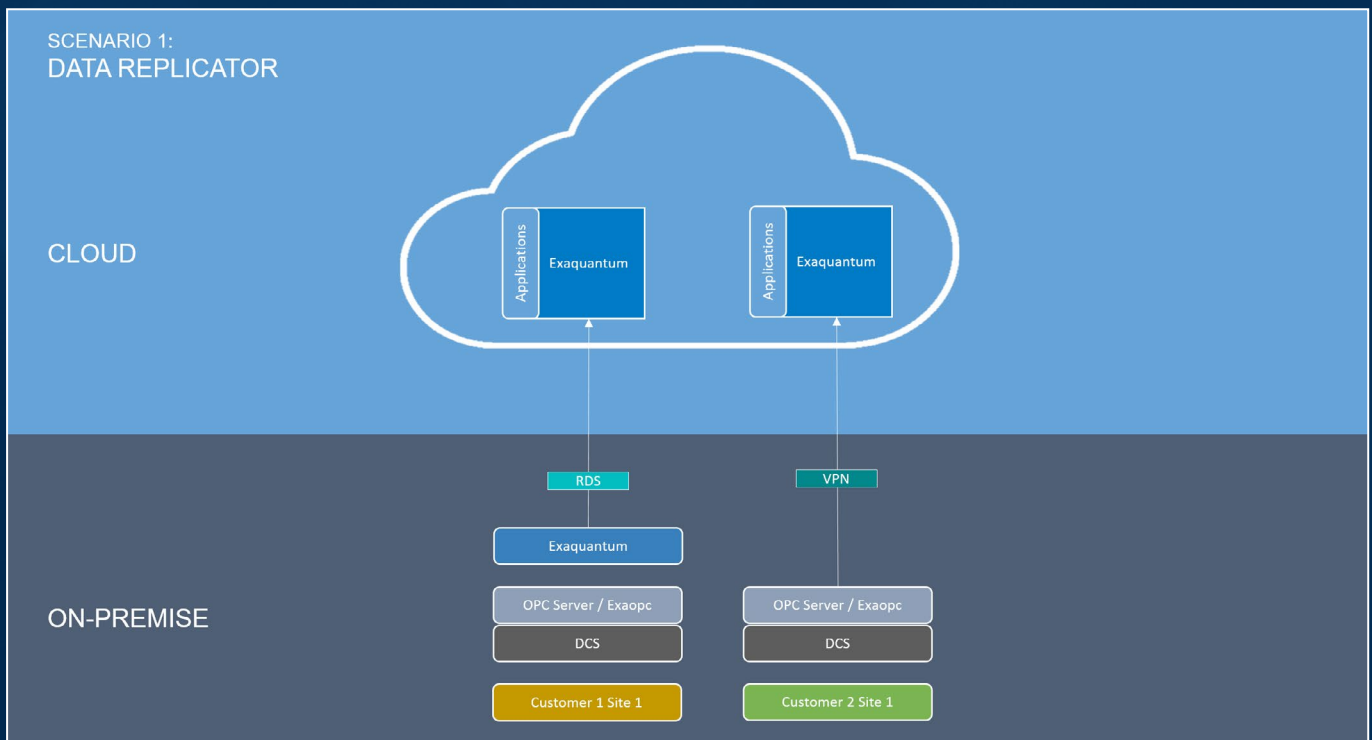 SCENARIO 1:
DATA REPLICATOR
CLOUD
Applications
Exaquantum
Applications
Exaquantum
RDS
VPN
Exaquantum
ON-PREMISE
OPC Server / Exaopc
DCS
Customer 1 Site 1
OPC Server / Exaopc
DCS
Customer 2 Site 1